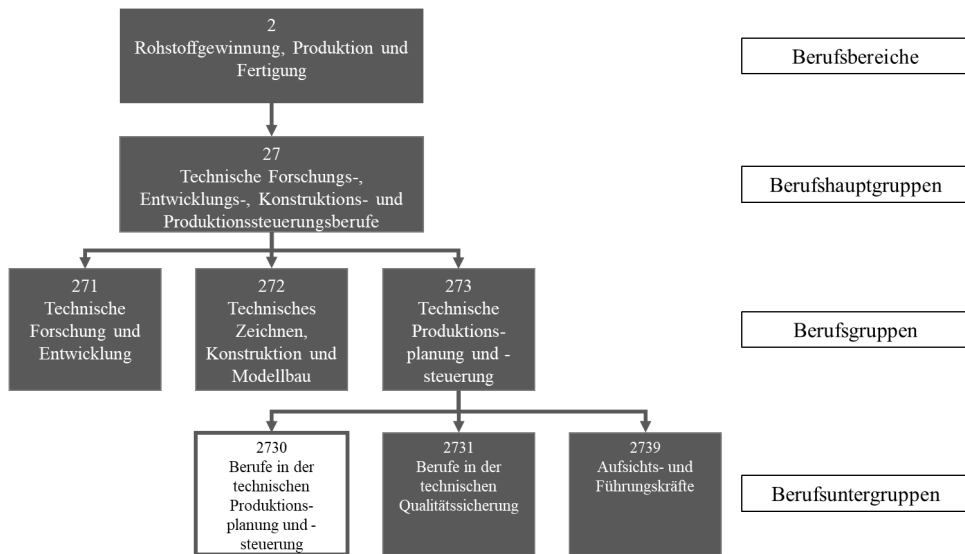 2
Rohstoffgewinnung, Produktion und
Fertigung
Berufsbereiche
27
Technische Forschungs-,
Entwicklungs-, Konstruktions- und
Produktionssteuerungsberufe
Berufshauptgruppen
271
Technische
Forschung und
Entwicklung
272
Technisches
Zeichnen,
Konstruktion und
Modellbau
273
Technische
Produktions-
planung und -
steuerung
Berufsgruppen
2730
Berufe in der
technischen
Produktions-
planung und -
steuerung
2731
Berufe in der
technischen
Qualitätssicherung
2739
Aufsichts- und
Führungskräfte
Berufsuntergruppen